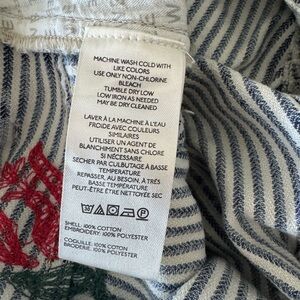 MACHINE WASH COLD WITH
LIKE COLORS
USE ONLY NON-CHLORINE
BLEACH
TUMBLE DRY LOW
LOW IRON AS NEEDED
MAY BE DRY CLEANED
LAVER À LA MACHINE À L'EAU
FROIDE AVEC COULEURS
SIMILAIRES
UTILISER UN AGENT DE
BLANCHIMENT SANS CHLORE
SI NÉCESSAIRE
SÉCHER PAR CULBUTAGE À BASSE
TEMPÉRATURE
REPASSER, AU BESOIN, À TRÈS
BASSE TEMPÉRATURE
PEUT-ÊTRE ÊTRE NETTOYÉE SEC
SHELL: 100% COTTON
EMBROIDERY: 100% POLYESTER
COQUILLE: 100% COTON
BRODERIE: 100% POLYESTER